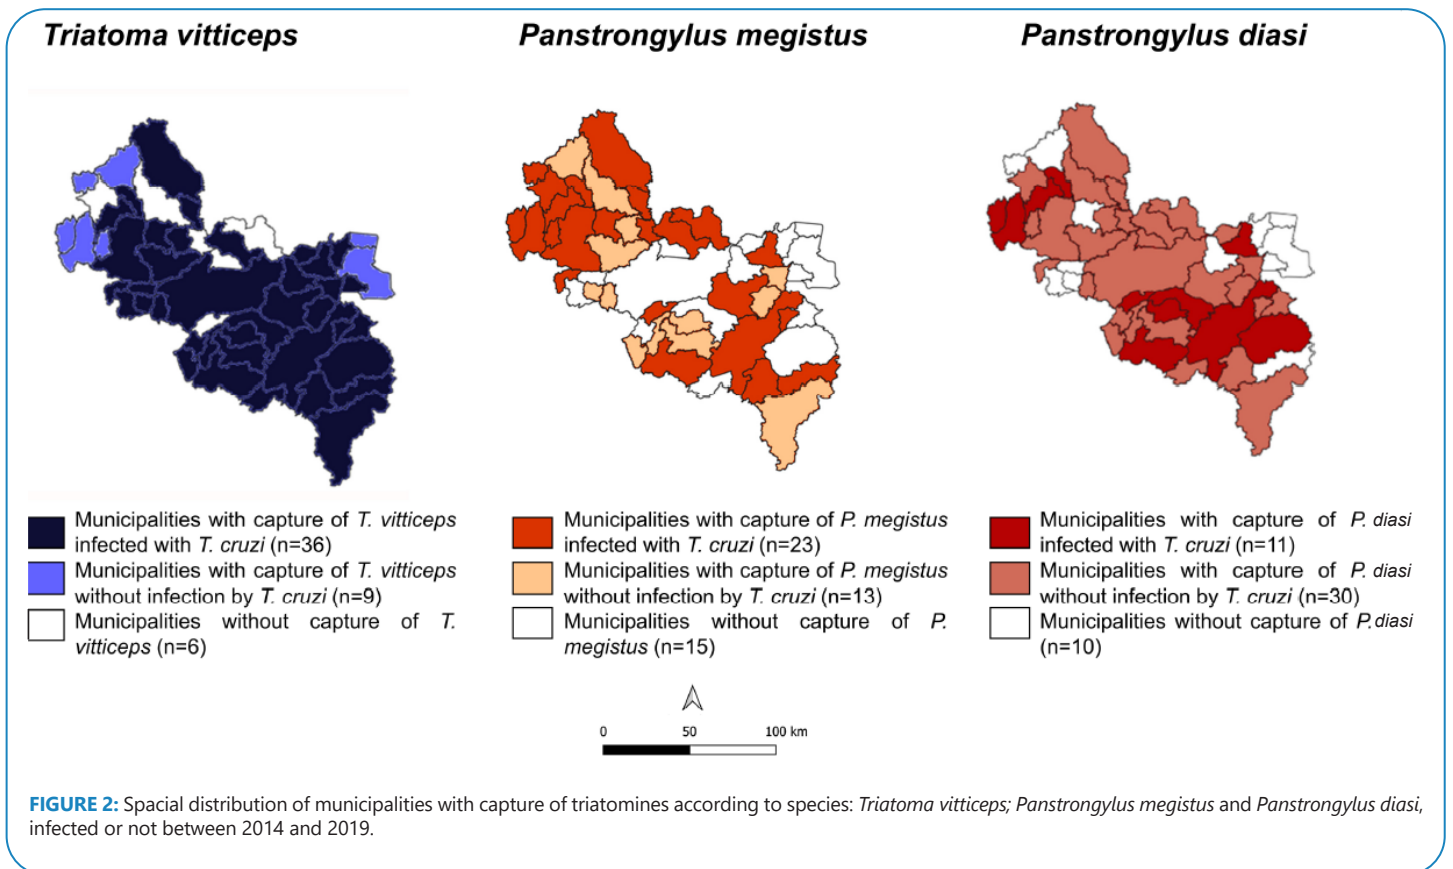 Triatoma vitticeps
Panstrongylus megistus
Panstrongylus diasi
Municipalities with capture of T. vitticeps
infected with T. cruzi (n=36)
Municipalities with capture of T. vitticeps
without infection by T. cruzi (n=9)
Municipalities without capture of T.
vitticeps (n=6)
Municipalities with capture of P. megistus
infected with T. cruzi (n=23)
Municipalities with capture of P. megistus
without infection by T. cruzi (n=13)
Municipalities without capture of P.
megistus (n=15)
Municipalities with capture of P. diasi
infected with T. cruzi (n=11)
Municipalities with capture of P. diasi
without infection by T. cruzi (n=30)
Municipalities without capture of P. diasi
(n=10)
0 50 100 km
FIGURE 2: Spacial distribution of municipalities with capture of triatomines according to species: Triatoma vitticeps; Panstrongylus megistus and Panstrongylus diasi,
infected or not between 2014 and 2019.